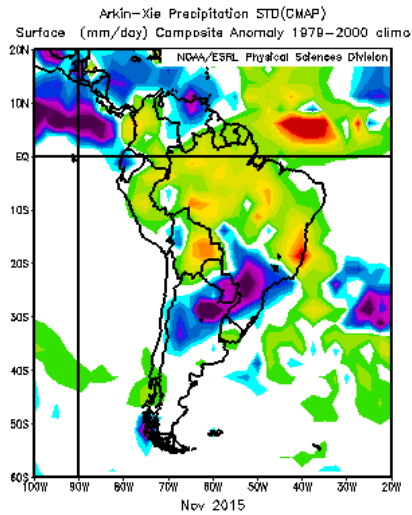 Arkin-Xie Precipitation STD(CMAP)
Surface (mm/day) Composite Anomaly 1979-2000 climo
NOAA/ESRL Physical Sciences Division
20N
10N
EQ
10S
20S
30S
40S
50S
60S
100W 90W 80W 70W 60W 50W 40W 30W 20W
Nov 2015